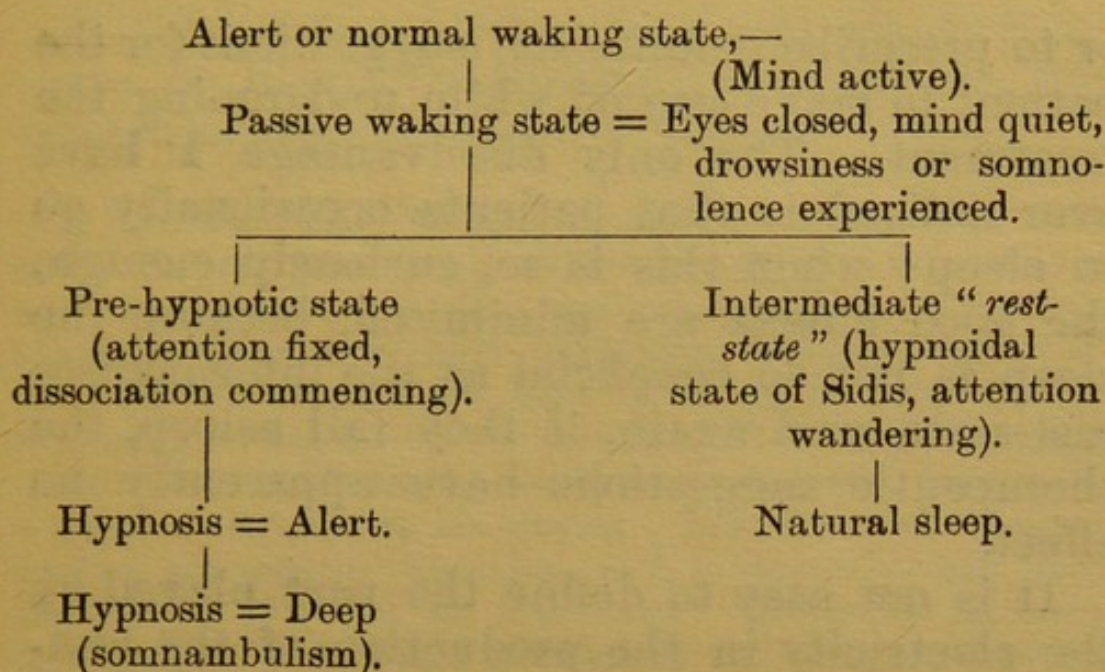 Alert or normal waking state,—
(Mind active).
Passive waking state = Eyes closed, mind quiet,
drowsiness or somno-
lence experienced.
Pre-hypnotic state
(attention fixed,
dissociation commencing).
Intermediate “ rest-
state ” (hypnoidal
state of Sidis, attention
wandering).
Hypnosis = Alert.
Natural sleep.
Hypnosis = Deep
(somnambulism).